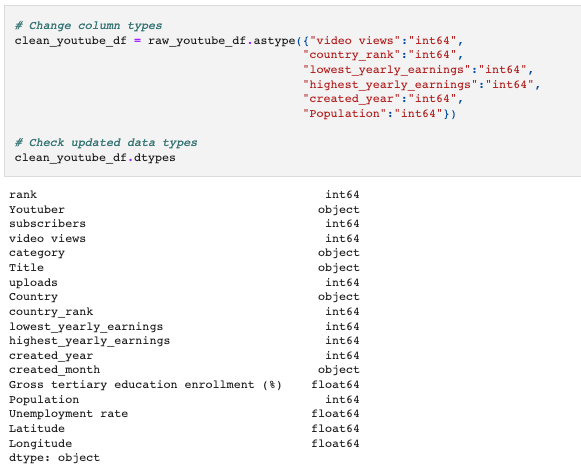 # Change column types
clean_youtube_df = raw_youtube_df.astype({"video views":"int64",
"country_rank":"int64",
"lowest_yearly_earnings":"int64",
"highest_yearly_earnings":"int64",
"created_year":"int64",
"Population":"int64"})
# Check updated data types
clean_youtube_df.dtypes
rank int64
Youtuber object
subscribers int64
video views int64
category object
Title object
uploads int64
Country object
country_rank int64
lowest_yearly_earnings int64
highest_yearly_earnings int64
created_year int64
created_month object
Gross tertiary education enrollment (%) float64
Population int64
Unemployment rate float64
Latitude float64
Longitude float64
dtype: object